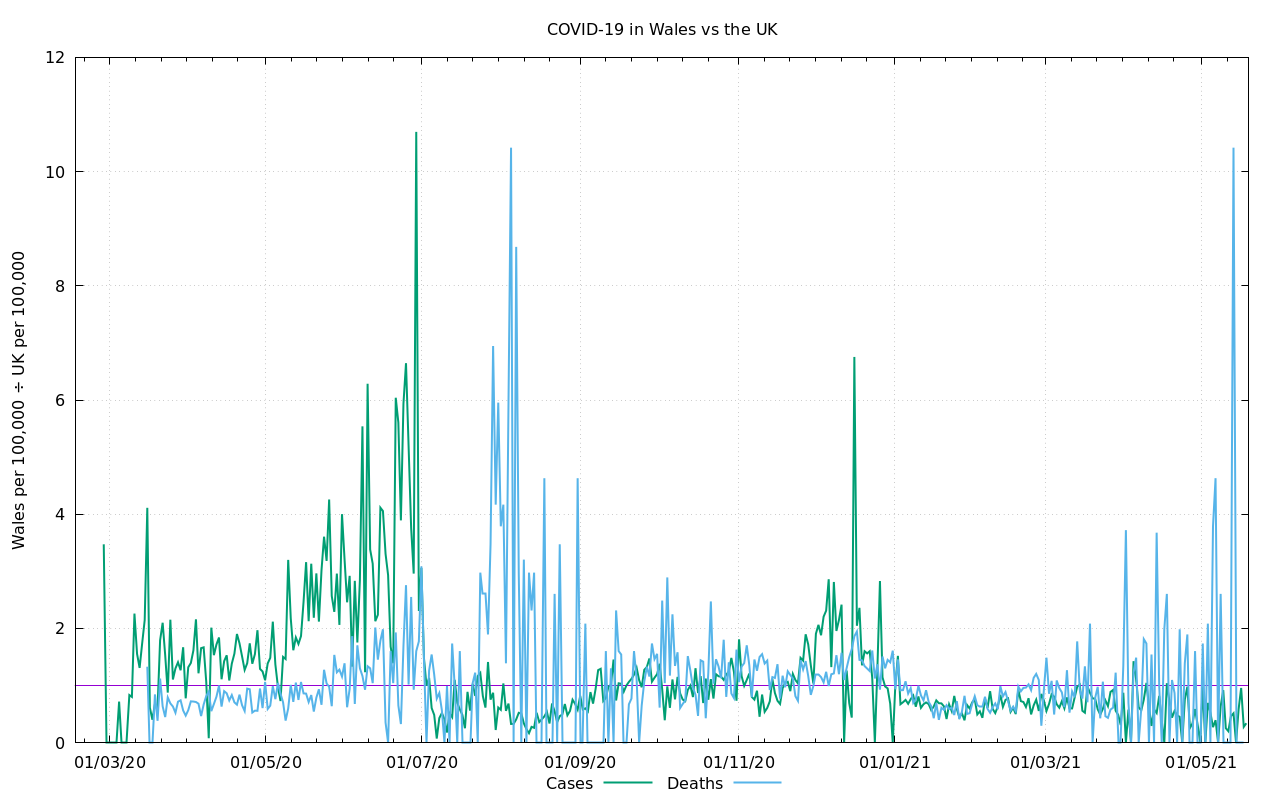 COVID-19 in Wales vs the UK
Wales per 100,000 ÷ UK per 100,000
12
10
8
6
4
2
0
01/03/20 01/05/20 01/07/20 01/09/20 01/11/20 01/01/21 01/03/21 01/05/21
Cases Deaths